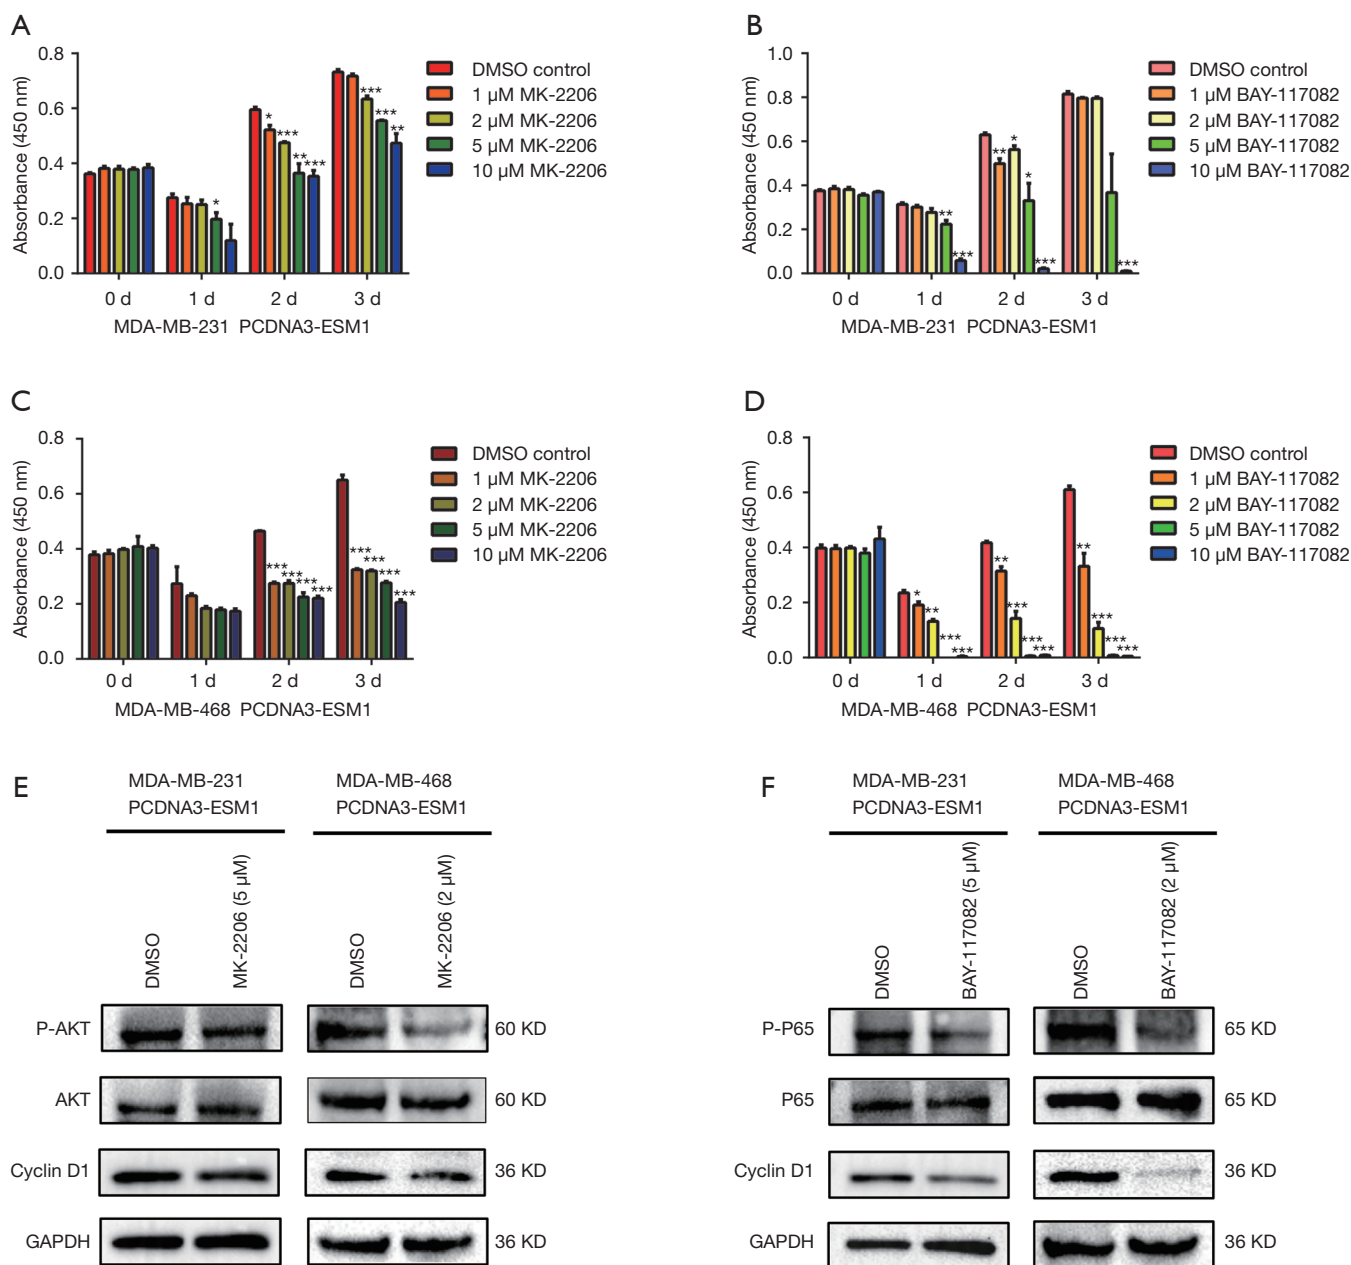 A
0.8
0.6
0.4
0.2
0.0
Absorbance (450 nm)
*
*
***
**
***
***
***
**
0 d 1 d 2 d 3 d
MDA-MB-231 PCDNA3-ESM1
DMSO control
1 µM MK-2206
2 µM MK-2206
5 µM MK-2206
10 µM MK-2206
B
1.0
0.8
0.6
0.4
0.2
0.0
Absorbance (450 nm)
**
***
**
*
*
***
***
0 d 1 d 2 d 3 d
MDA-MB-231 PCDNA3-ESM1
DMSO control
1 µM BAY-117082
2 µM BAY-117082
5 µM BAY-117082
10 µM BAY-117082
C
0.8
0.6
0.4
0.2
0.0
Absorbance (450 nm)
***
***
***
***
***
***
***
***
0 d 1 d 2 d 3 d
MDA-MB-468 PCDNA3-ESM1
DMSO control
1 µM MK-2206
2 µM MK-2206
5 µM MK-2206
10 µM MK-2206
D
0.8
0.6
0.4
0.2
0.0
Absorbance (450 nm)
*
**
***
***
**
***
***
***
**
***
***
***
0 d 1 d 2 d 3 d
MDA-MB-468 PCDNA3-ESM1
DMSO control
1 µM BAY-117082
2 µM BAY-117082
5 µM BAY-117082
10 µM BAY-117082
E
MDA-MB-231
PCDNA3-ESM1
MDA-MB-468
PCDNA3-ESM1
DMSO
MK-2206 (5 µM)
DMSO
MK-2206 (2 µM)
P-AKT 60 KD
AKT 60 KD
Cyclin D1 36 KD
GAPDH 36 KD
F
MDA-MB-231
PCDNA3-ESM1
MDA-MB-468
PCDNA3-ESM1
DMSO
BAY-117082 (5 µM)
DMSO
BAY-117082 (2 µM)
P-P65 65 KD
P65 65 KD
Cyclin D1 36 KD
GAPDH 36 KD